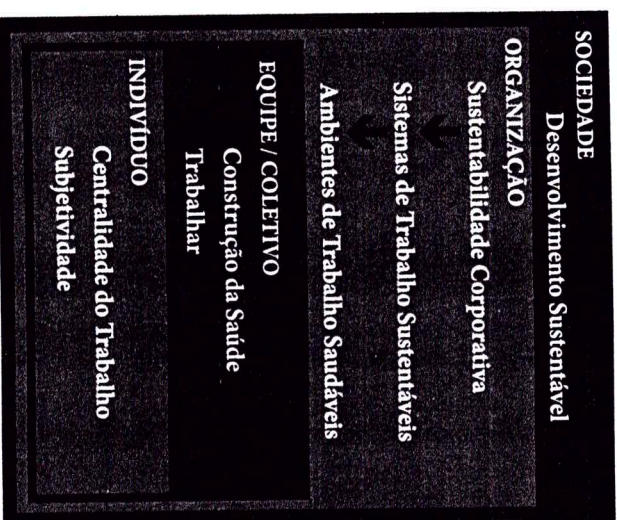 SOCIEDADE
Desenvolvimento Sustentável
ORGANIZAÇÃO
Sustentabilidade Corporativa
Sistemas de Trabalho Sustentáveis
Ambientes de Trabalho Saudáveis
EQUIPE / COLETIVO
Construção da Saúde
Trabalhar
INDIVÍDUO
Centralidade do Trabalho
Subjetividade